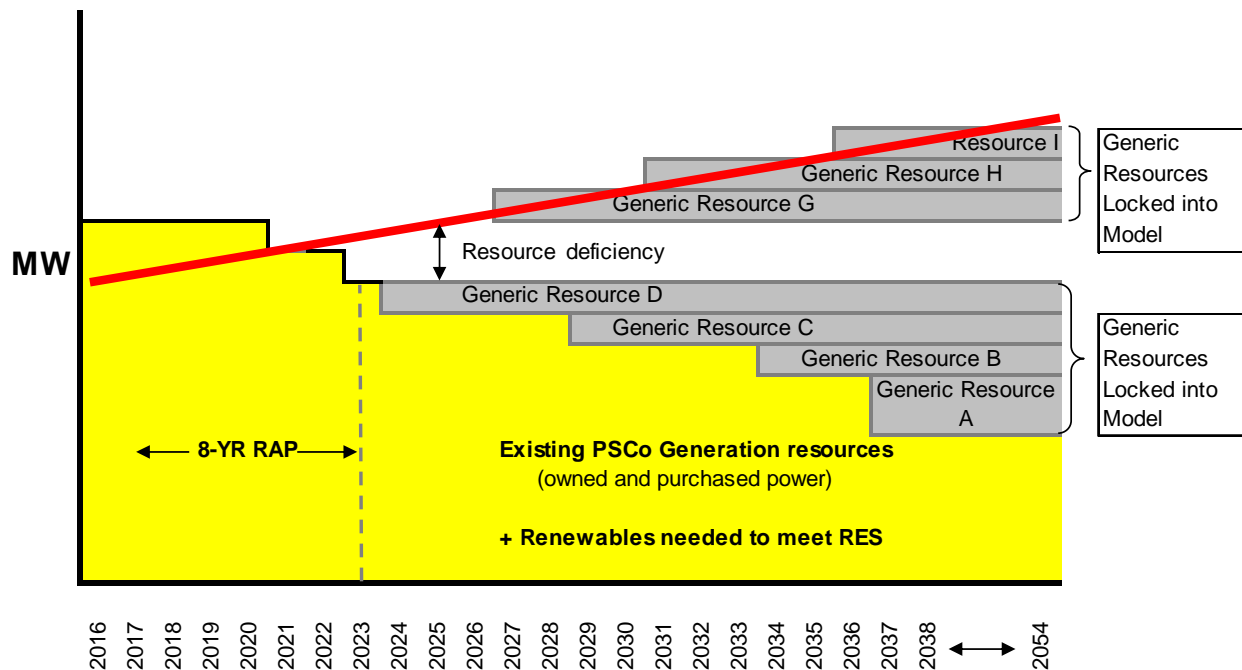 Resource I
Generic Resource H
Generic Resource G
Generic
Resources
Locked into
Model
MW
Resource deficiency
Generic Resource D
Generic Resource C
Generic Resource B
Generic Resource
A
Generic
Resources
Locked into
Model
8-YR RAP
Existing PSCo Generation resources
(owned and purchased power)
+ Renewables needed to meet RES
2016
2017
2018
2019
2020
2021
2022
2023
2024
2025
2026
2027
2028
2029
2030
2031
2032
2033
2034
2035
2036
2037
2038
2054